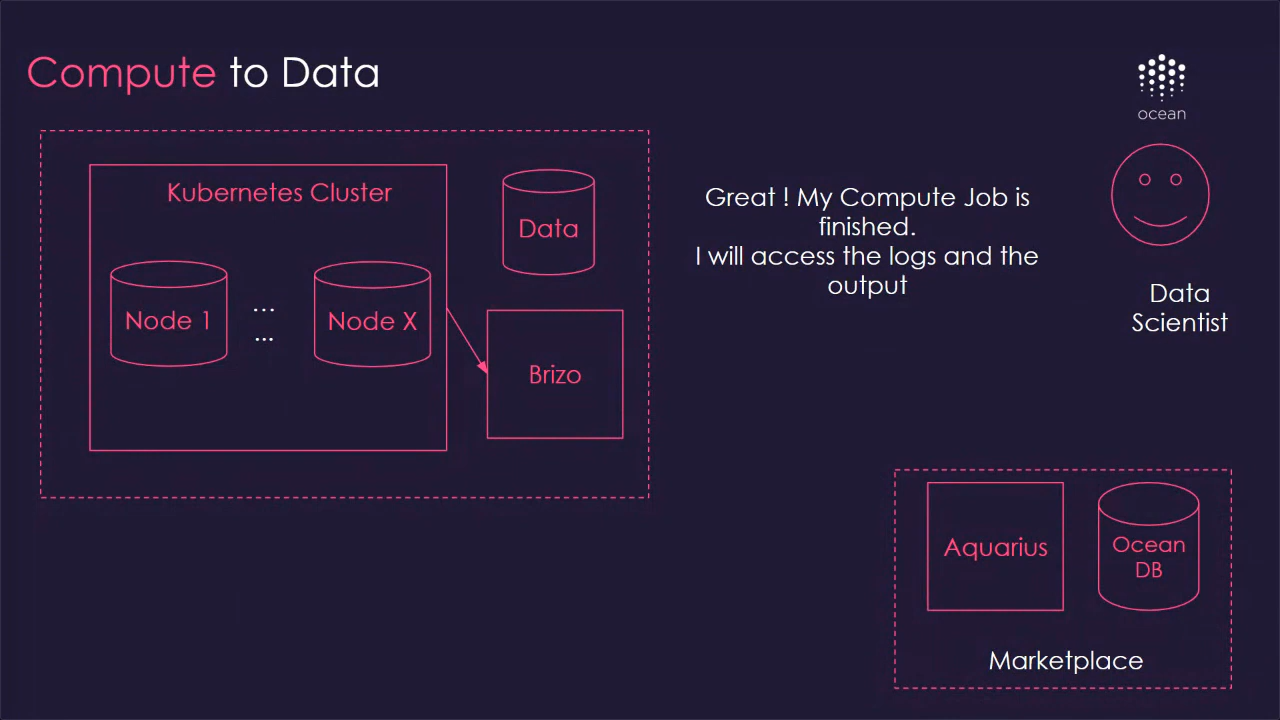 Compute to Data
ocean
Kubernetes Cluster
Node 1
...
...
Node X
Data
Brizo
Great ! My Compute Job is
finished.
I will access the logs and the
output
Data
Scientist
Aquarius
Ocean
DB
Marketplace